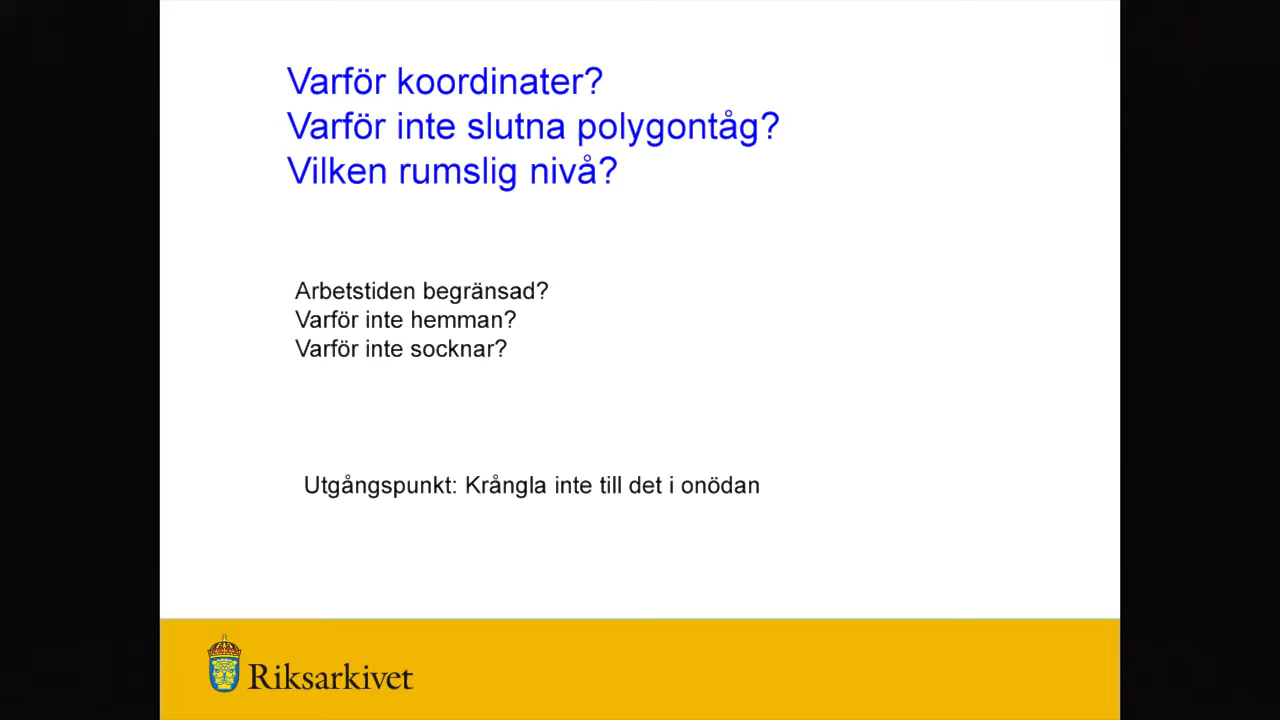 Varför koordinater?
Varför inte slutna polygontåg?
Vilken rumslig nivå?
Arbetstiden begränsad?
Varför inte hemman?
Varför inte socknar?
Utgångspunkt: Krångla inte till det i onödan
Riksarkivet